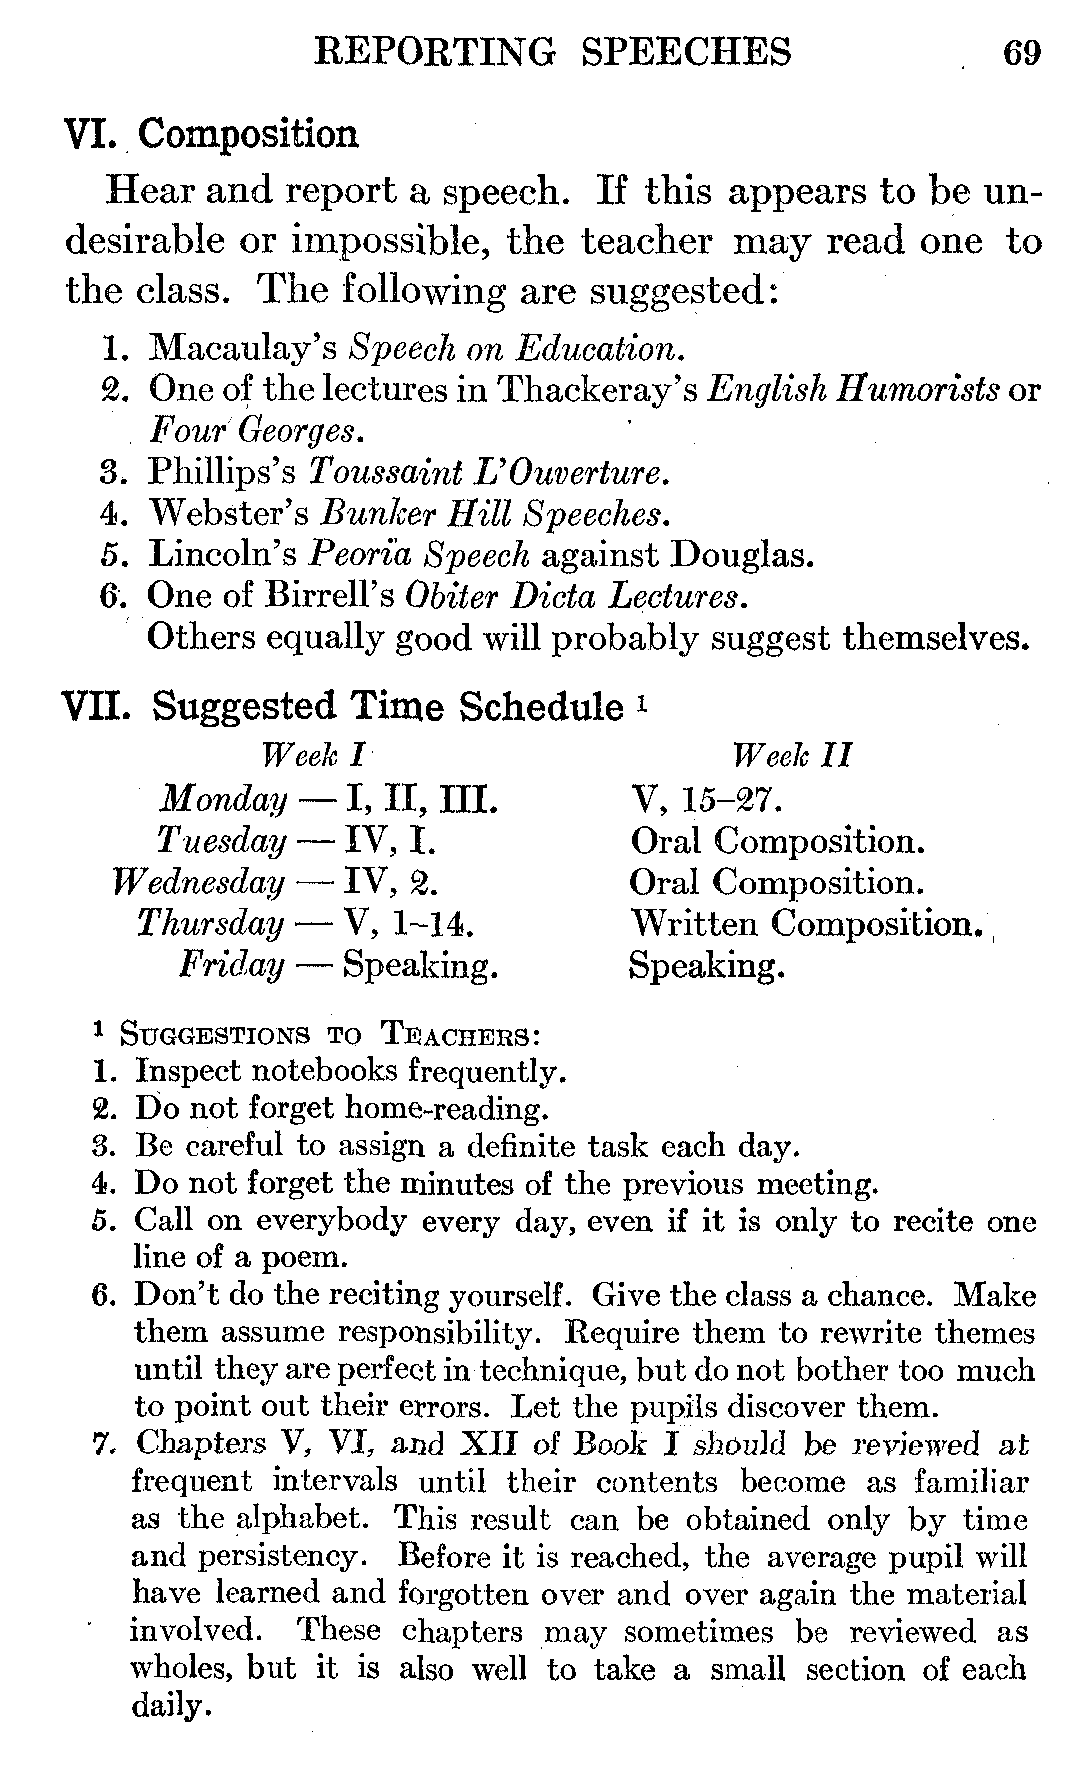 REPORTING SPEECHES 69
VI. Composition
Hear and report a speech. If this appears to be un-
desirable or impossible, the teacher may read one to
the class. The following are suggested:
1. Macaulay's Speech on Education.
2. One of the lectures in Thackeray's English Humorists or
Four Georges.
3. Phillips's Toussaint L'Ouverture.
4. Webster's Bunker Hill Speeches.
5. Lincoln's Peoria Speech against Douglas.
6. One of Birrell's Obiter Dicta Lectures.
Others equally good will probably suggest themselves.
VII. Suggested Time Schedule ¹
Week I Week II
Monday — I, II, III. V, 15–27.
Tuesday — IV, I. Oral Composition.
Wednesday — IV, 2. Oral Composition.
Thursday — V, 1–14. Written Composition.
Friday — Speaking. Speaking.
¹ SUGGESTIONS TO TEACHERS:
1. Inspect notebooks frequently.
2. Do not forget home-reading.
3. Be careful to assign a definite task each day.
4. Do not forget the minutes of the previous meeting.
5. Call on everybody every day, even if it is only to recite one
line of a poem.
6. Don't do the reciting yourself. Give the class a chance. Make
them assume responsibility. Require them to rewrite themes
until they are perfect in technique, but do not bother too much
to point out their errors. Let the pupils discover them.
7. Chapters V, VI, and XII of Book I should be reviewed at
frequent intervals until their contents become as familiar
as the alphabet. This result can be obtained only by time
and persistency. Before it is reached, the average pupil will
have learned and forgotten over and over again the material
involved. These chapters may sometimes be reviewed as
wholes, but it is also well to take a small section of each
daily.